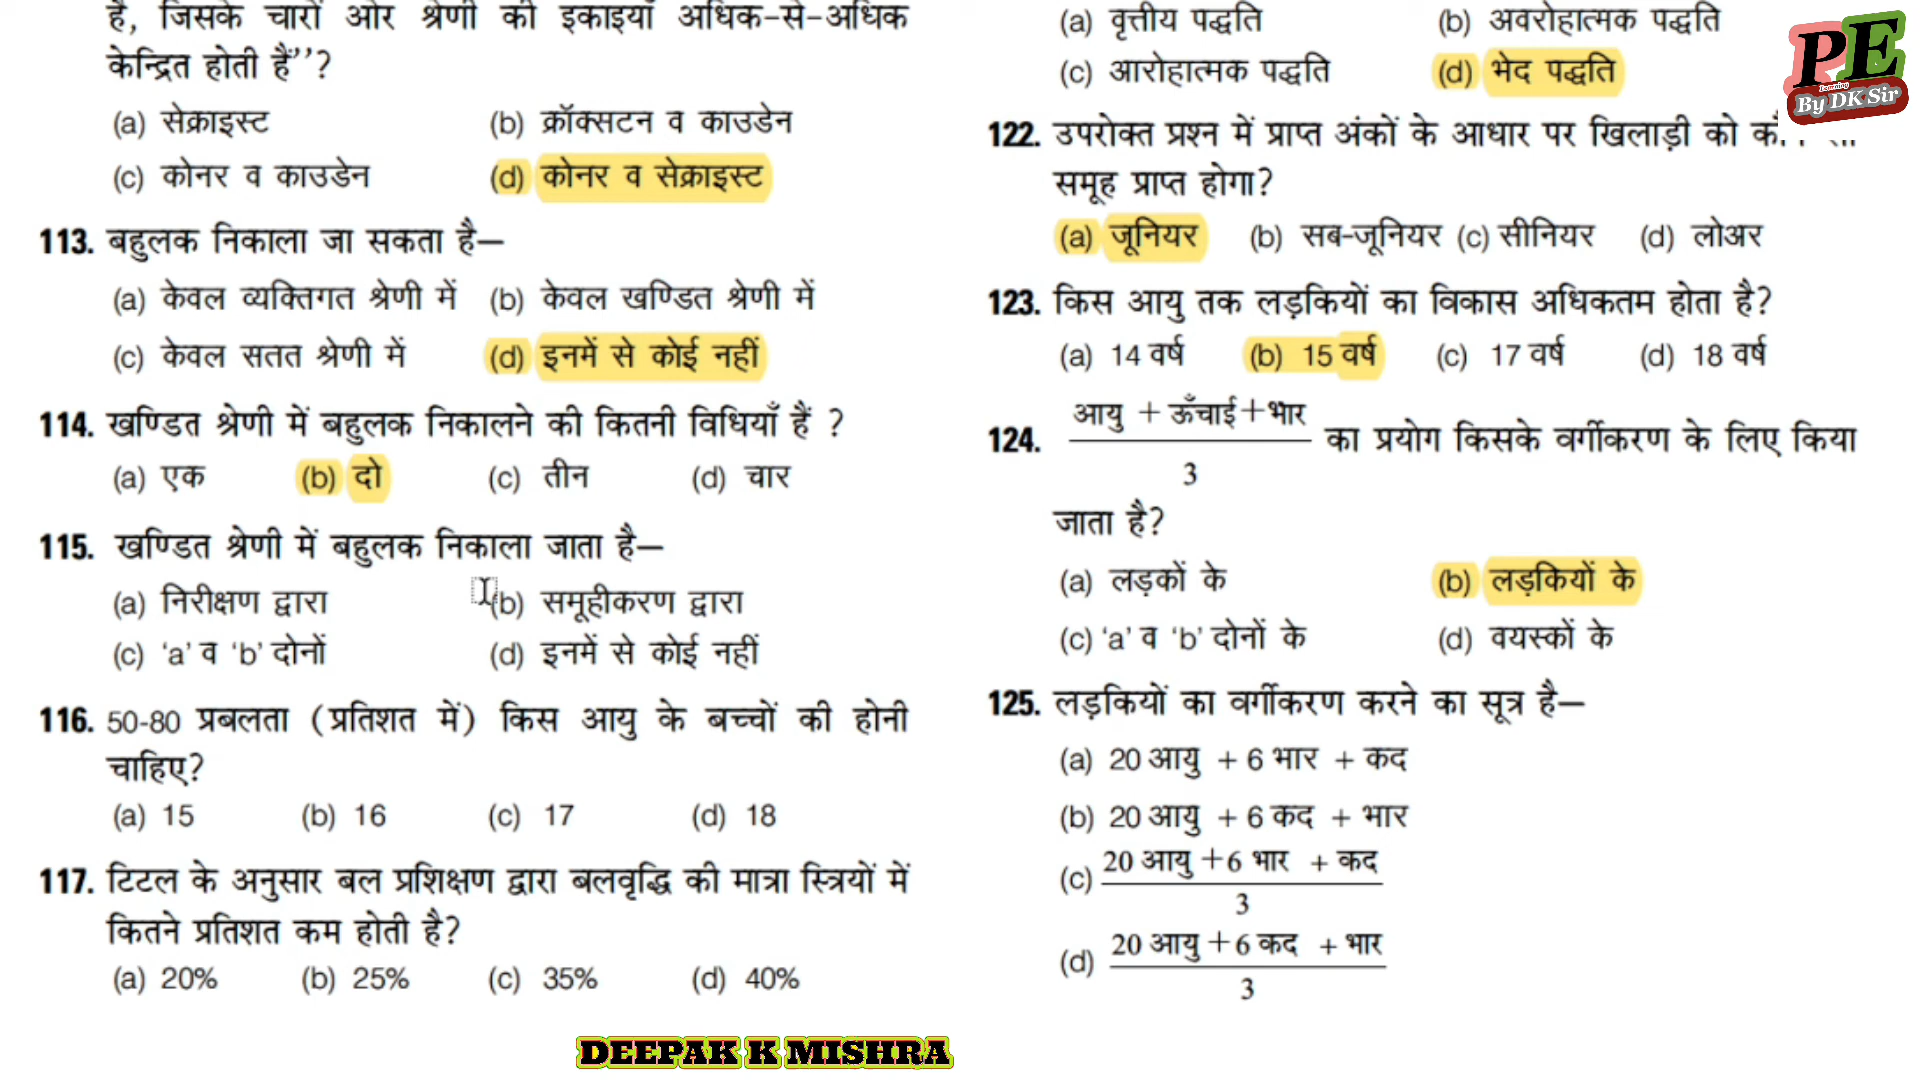 है, जिसके चारों ओर श्रेणी की इकाइयाँ अधिक-से-अधिक
केन्द्रित होती हैं’’?
(a) सेक्राइस्ट (b) क्रॉक्सटन व काउडेन
(c) कोनर व काउडेन (d) कोनर व सेक्राइस्ट
113. बहुलक निकाला जा सकता है—
(a) केवल व्यक्तिगत श्रेणी में (b) केवल खण्डित श्रेणी में
(c) केवल सतत श्रेणी में (d) इनमें से कोई नहीं
114. खण्डित श्रेणी में बहुलक निकालने की कितनी विधियाँ हैं ?
(a) एक (b) दो (c) तीन (d) चार
115. खण्डित श्रेणी में बहुलक निकाला जाता है—
(a) निरीक्षण द्वारा (b) समूहीकरण द्वारा
(c) ‘a’ व ‘b’ दोनों (d) इनमें से कोई नहीं
116. 50-80 प्रबलता (प्रतिशत में) किस आयु के बच्चों की होनी
चाहिए?
(a) 15 (b) 16 (c) 17 (d) 18
117. टिटल के अनुसार बल प्रशिक्षण द्वारा बलवृद्धि की मात्रा स्त्रियों में
कितने प्रतिशत कम होती है?
(a) 20% (b) 25% (c) 35% (d) 40%
(a) वृत्तीय पद्धति (b) अवरोहात्मक पद्धति
(c) आरोहात्मक पद्धति (d) भेद पद्धति
122. उपरोक्त प्रश्न में प्राप्त अंकों के आधार पर खिलाड़ी को
समूह प्राप्त होगा?
(a) जूनियर (b) सब-जूनियर (c) सीनियर (d) लोअर
123. किस आयु तक लड़कियों का विकास अधिकतम होता है?
(a) 14 वर्ष (b) 15 वर्ष (c) 17 वर्ष (d) 18 वर्ष
आयु + ऊँचाई+भार
124. का प्रयोग किसके वर्गीकरण के लिए किया
3
जाता है?
(a) लड़कों के (b) लड़कियों के
(c) ‘a’ व ‘b’ दोनों के (d) वयस्कों के
125. लड़कियों का वर्गीकरण करने का सूत्र है—
(a) 20 आयु + 6 भार + कद
(b) 20 आयु + 6 कद + भार
(c) 20 आयु +6 भार + कद
3
(d) 20 आयु +6 कद + भार
3
PE
Learning
By DK Sir
DEEPAK K MISHRA